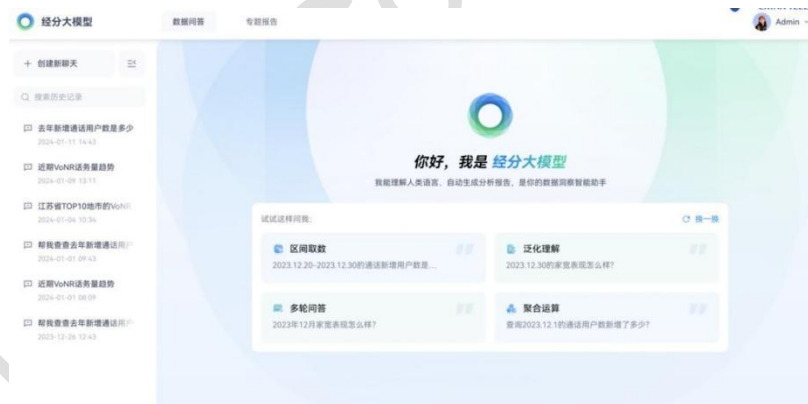 经分大模型
数据问答
专题报告
Admin
+ 创建新聊天
搜索历史记录
去年新增通话用户数是多少
2024-01-11 14:43
近期VoNR话务量趋势
2024-01-09 13:11
江苏省TOP10地市的VoNR
2024-01-04 10:34
帮我查查去年新增通话用户
2024-01-01 09:43
近期VoNR话务量趋势
2024-01-01 08:09
帮我查查去年新增通话用户
2023-12-26 12:43
你好，我是 经分大模型
我能理解人类语言、自动生成分析报告，是你的数据洞察智能助手
试试这样问我：
换一换
区间取数
2023.12.20-2023.12.30的通话新增用户数是...
泛化理解
2023.12.30的家宽表现怎么样？
多轮问答
2023年12月家宽表现怎么样？
聚合运算
查询2023.12.1的通话用户数新增了多少？